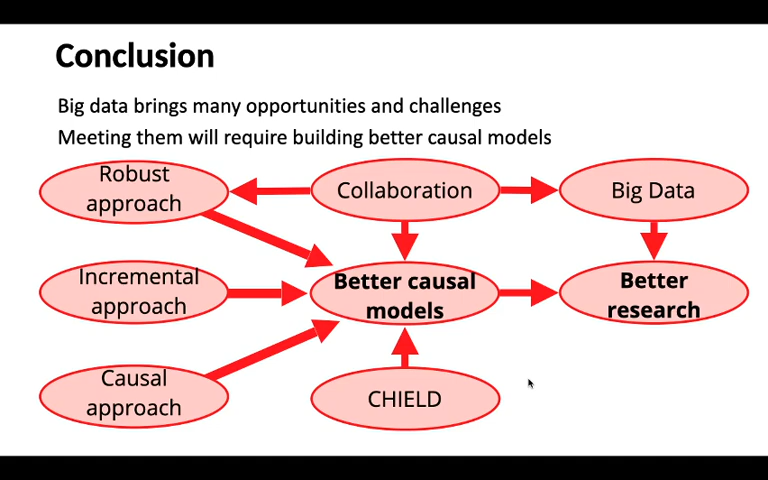 Conclusion
Big data brings many opportunities and challenges
Meeting them will require building better causal models
Robust
approach
Collaboration
Big Data
Incremental
approach
Better causal
models
Better
research
Causal
approach
CHIELD